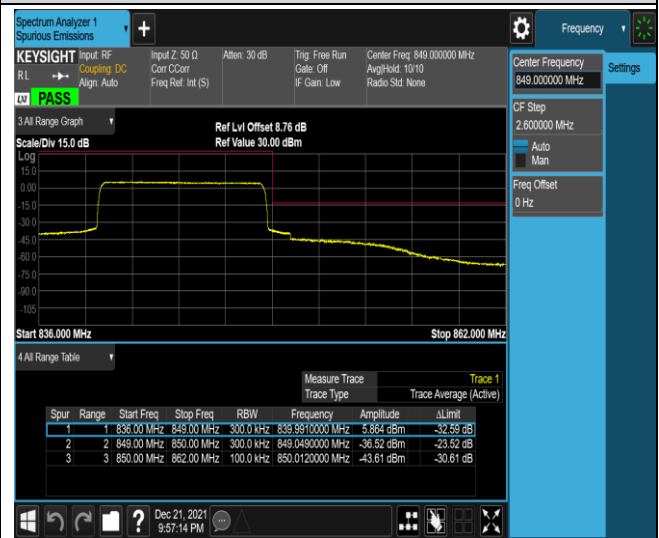 Spectrum Analyzer 1
Spurious Emissions
Frequency
KEYSIGHT
RL
Input: RF
Coupling: DC
Align: Auto
Input Z: 50 Ω
Corr CCorr
Freq Ref: Int (S)
Atten: 30 dB
Trig: Free Run
Gate: Off
IF Gain: Low
Center Freq: 849.000000 MHz
Avg|Hold: 10/10
Radio Std: None
LXI PASS
Center Frequency
849.000000 MHz
Settings
CF Step
2.600000 MHz
Auto
Man
Freq Offset
0 Hz
3 All Range Graph
Ref Lvl Offset 8.76 dB
Scale/Div 15.0 dB
Ref Value 30.00 dBm
Log
15.0
0.00
-15.0
-30.0
-45.0
-60.0
-75.0
-90.0
-105
Start 836.000 MHz
Stop 862.000 MHz
4 All Range Table
Measure Trace Trace 1
Trace Type Trace Average (Active)
Spur Range Start Freq Stop Freq RBW Frequency Amplitude ΔLimit
1 1 836.00 MHz 849.00 MHz 300.0 kHz 839.9910000 MHz 5.864 dBm -32.59 dB
2 2 849.00 MHz 850.00 MHz 300.0 kHz 849.0490000 MHz -36.52 dBm -23.52 dB
3 3 850.00 MHz 862.00 MHz 100.0 kHz 850.0120000 MHz -43.61 dBm -30.61 dB
Dec 21, 2021
9:57:14 PM